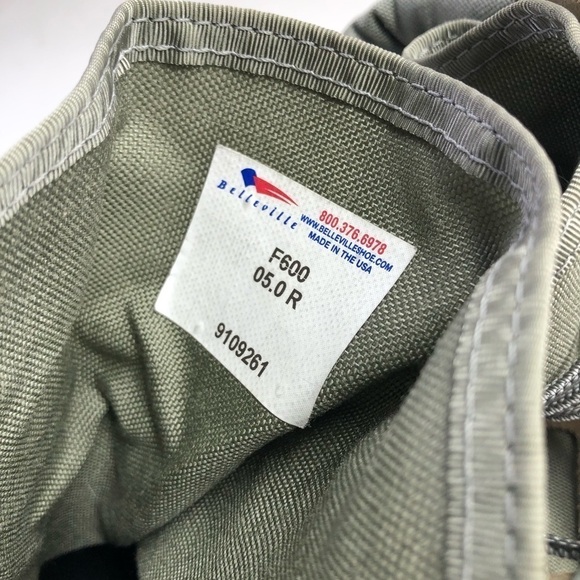 Belleville
800.376.6978
WWW.BELLEVILLESHOE.COM
MADE IN THE USA
F600
05.0 R
9109261